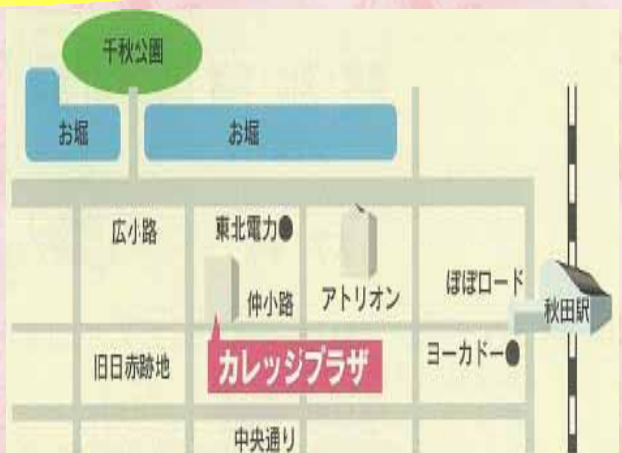 千秋公園
お堀
お堀
広小路
東北電力●
仲小路
アトリオン
ぽぽロード
秋田駅
旧日赤跡地
カレッジプラザ
ヨーカドー●
中央通り